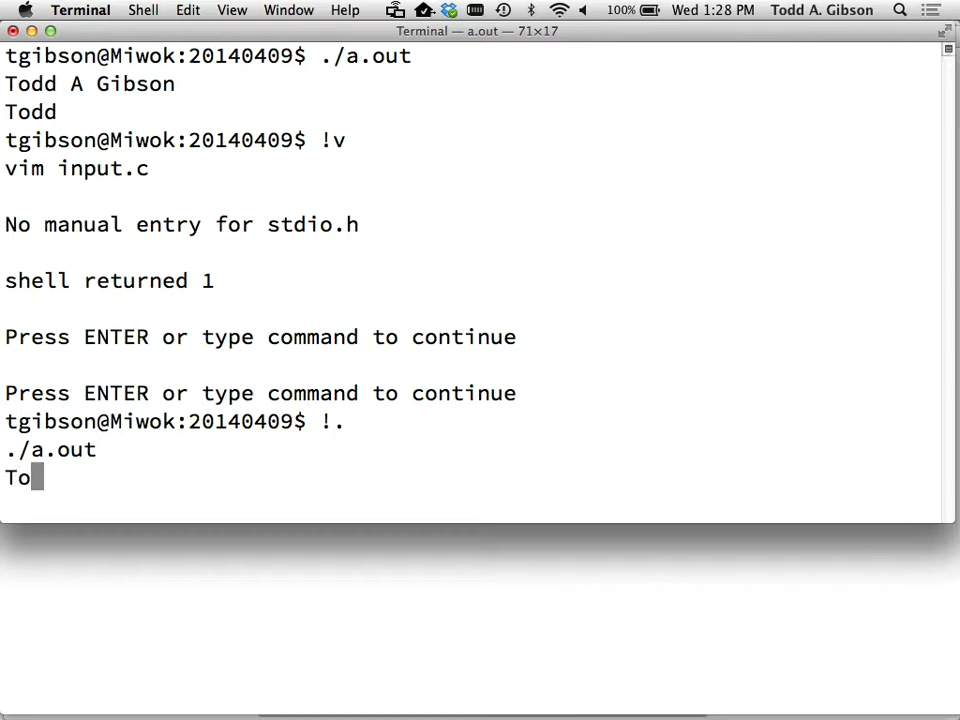 Terminal Shell Edit View Window Help 100% Wed 1:28 PM Todd A. Gibson
Terminal — a.out — 71×17
tgibson@Miwok:20140409$ ./a.out
Todd A Gibson
Todd
tgibson@Miwok:20140409$ !v
vim input.c
No manual entry for stdio.h
shell returned 1
Press ENTER or type command to continue
Press ENTER or type command to continue
tgibson@Miwok:20140409$ !.
./a.out
To